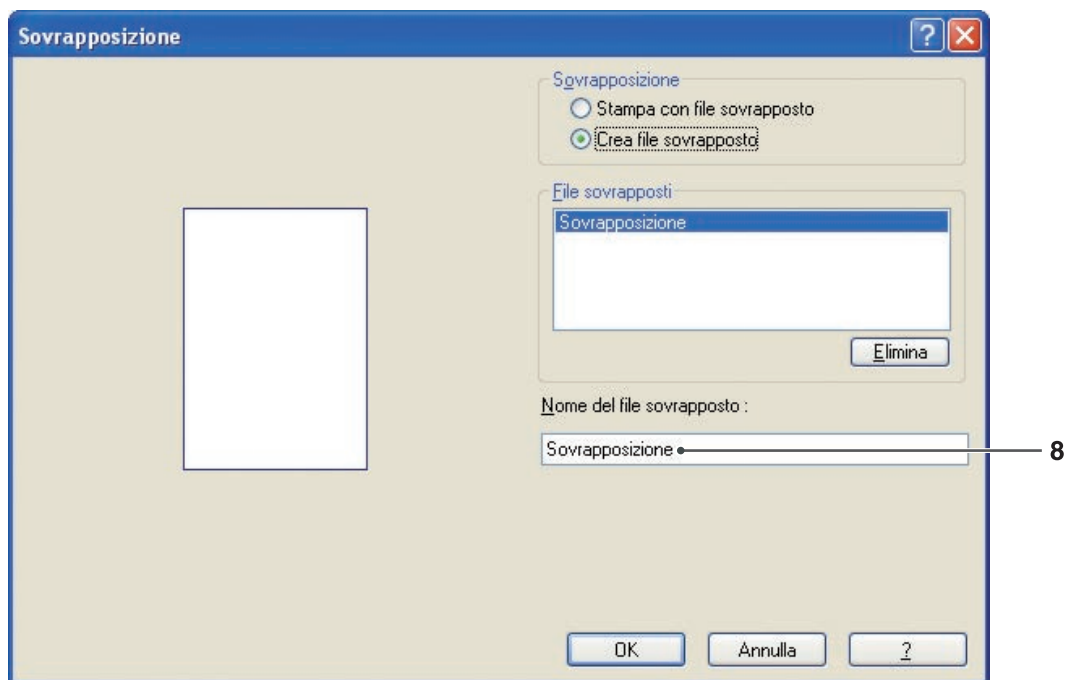 Sovrapposizione
?
Sovrapposizione
Stampa con file sovrapposto
Crea file sovrapposto
File sovrapposti
Sovrapposizione
Elimina
Nome del file sovrapposto :
Sovrapposizione
8
OK
Annulla
?